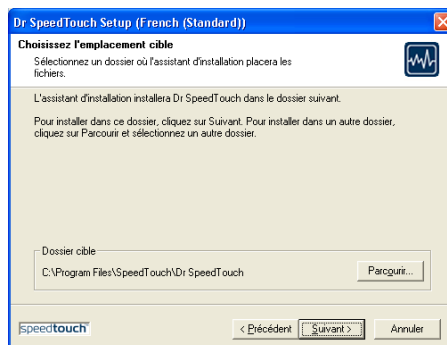 Dr SpeedTouch Setup (French (Standard))
Choisissez l'emplacement cible
Sélectionnez un dossier où l'assistant d'installation placera les
fichiers.
L'assistant d'installation installera Dr SpeedTouch dans le dossier suivant.
Pour installer dans ce dossier, cliquez sur Suivant. Pour installer dans un autre dossier,
cliquez sur Parcourir et sélectionnez un autre dossier.
Dossier cible
C:\Program Files\SpeedTouch\Dr SpeedTouch
Parcourir...
speedtouch
< Précédent
Suivant >
Annuler